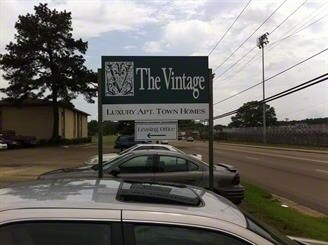 The Vintage
LUXURY APT. TOWN HOMES
Leasing Office